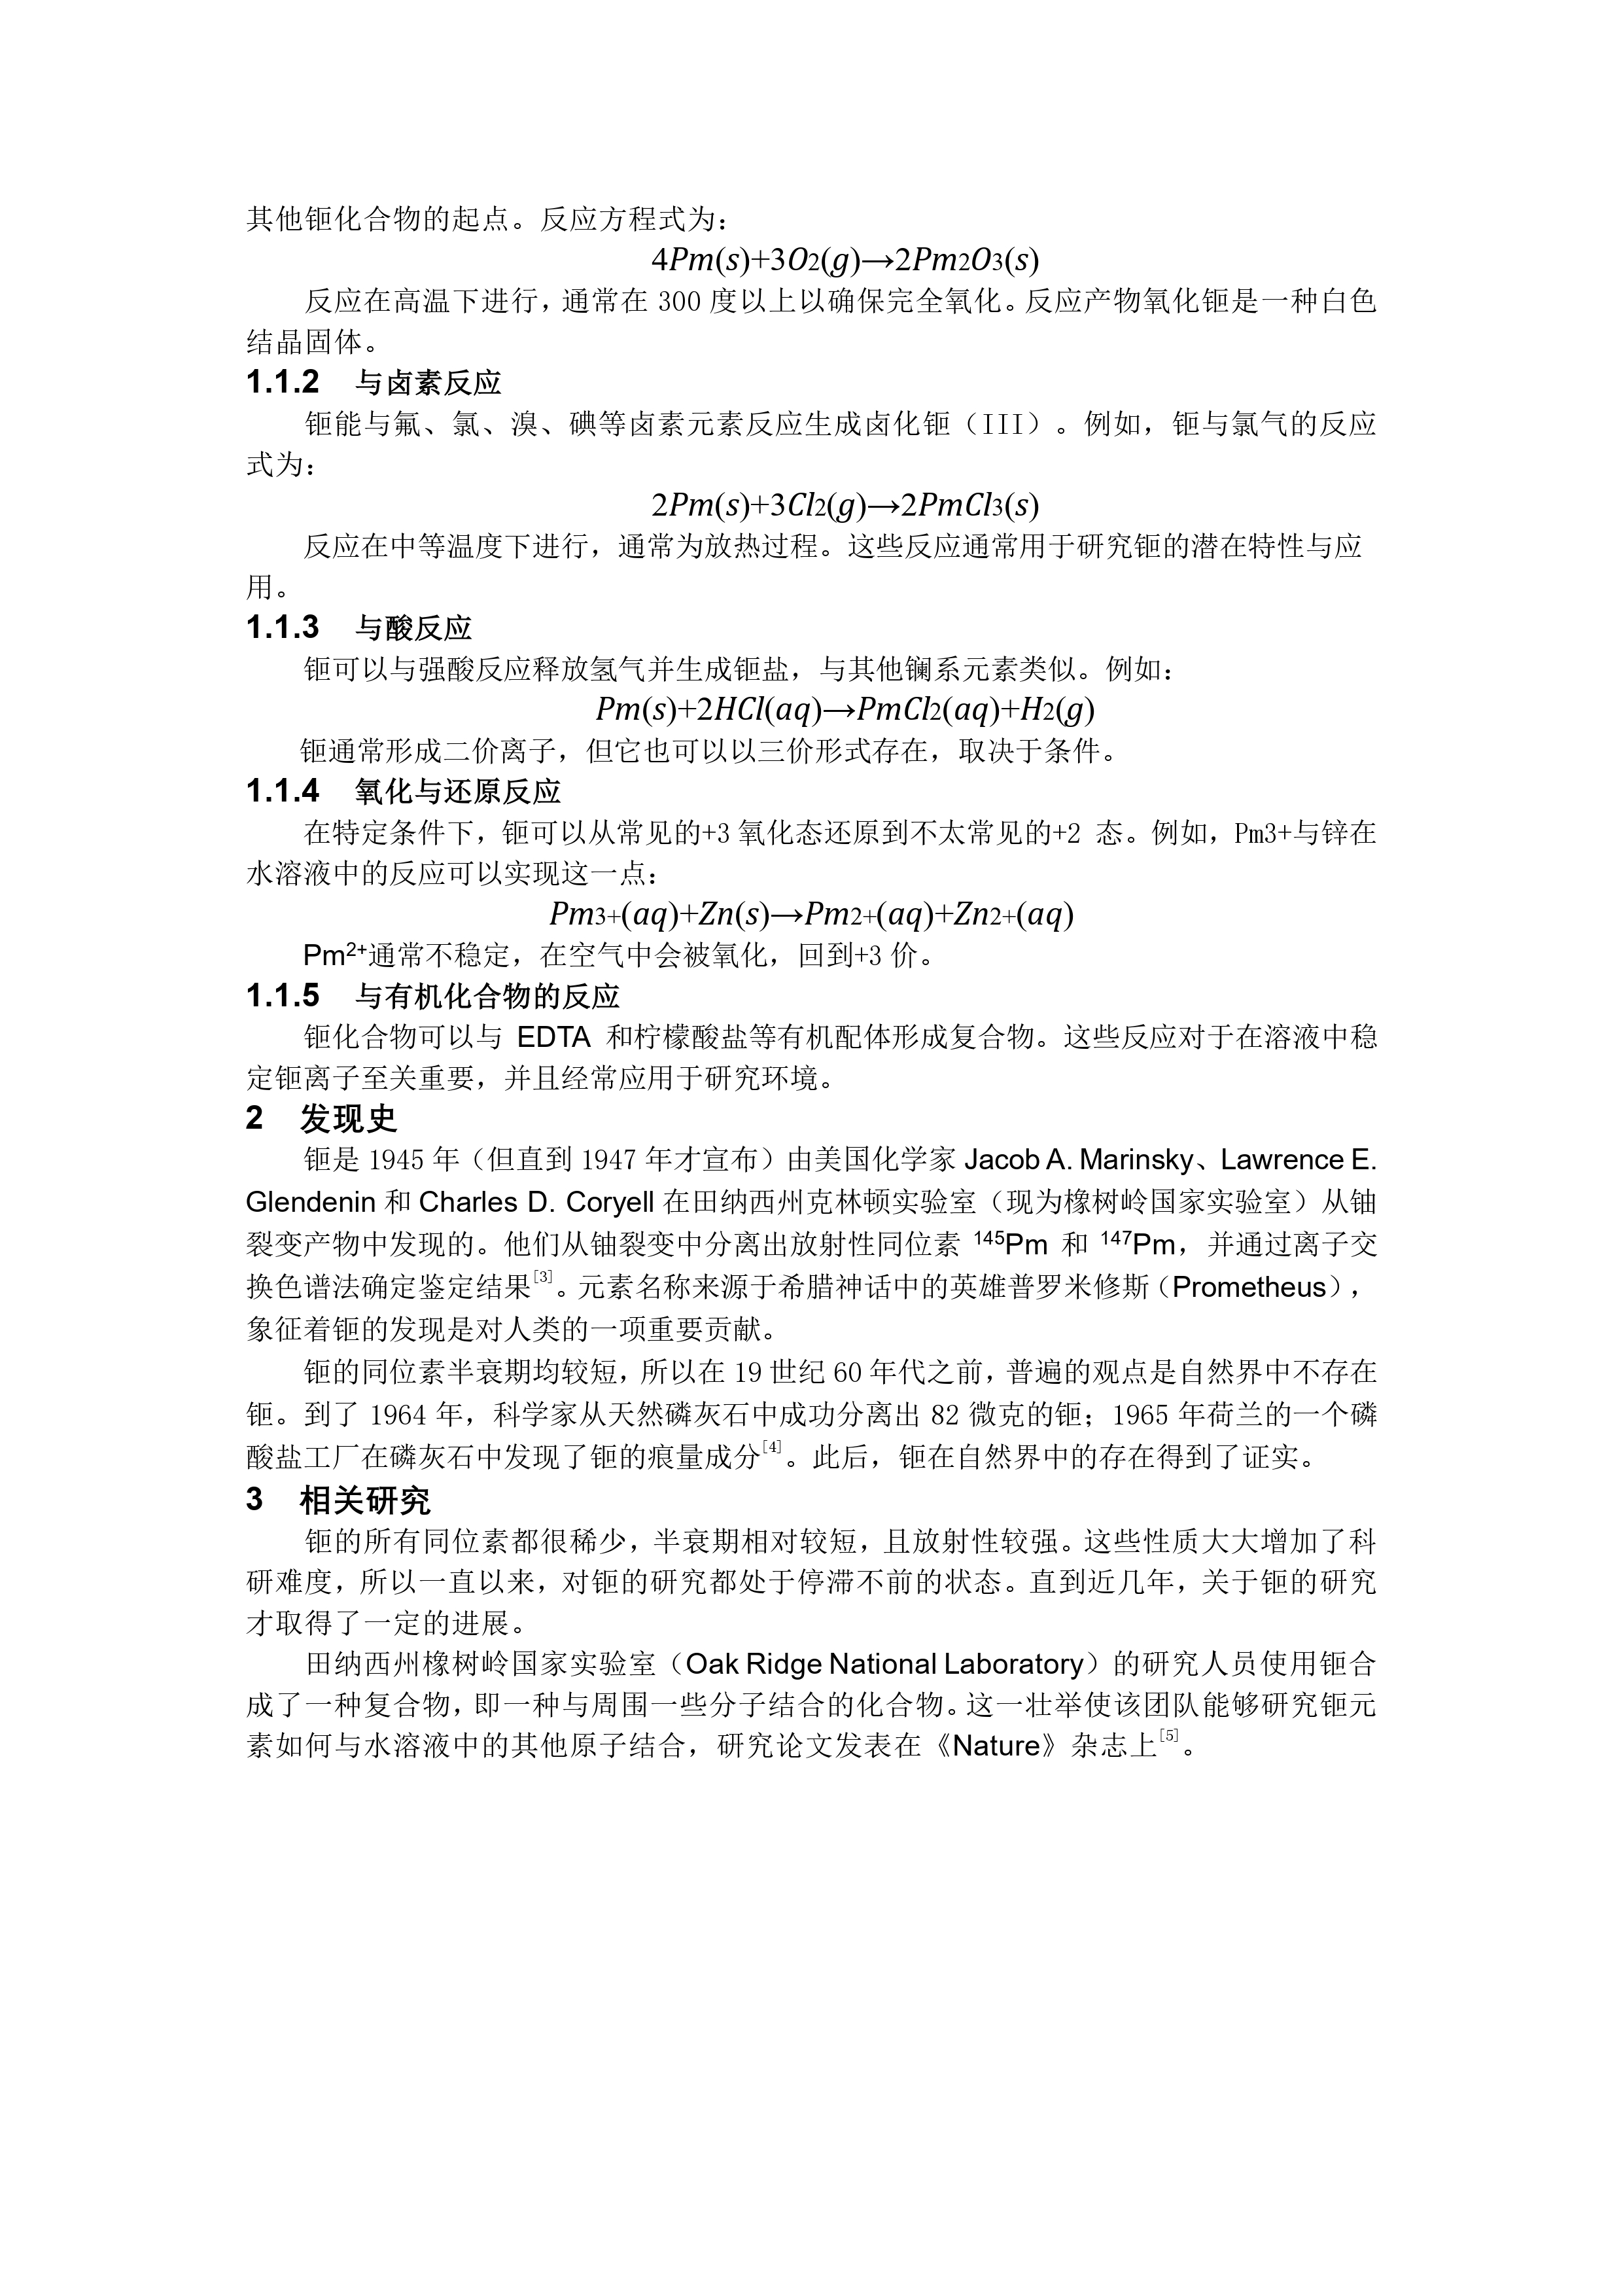 其他钷化合物的起点。反应方程式为：
4Pm(s)+3O2(g)→2Pm2O3(s)
反应在高温下进行，通常在 300 度以上以确保完全氧化。反应产物氧化钷是一种白色
结晶固体。
1.1.2 与卤素反应
钷能与氟、氯、溴、碘等卤素元素反应生成卤化钷（III）。例如，钷与氯气的反应
式为：
2Pm(s)+3Cl2(g)→2PmCl3(s)
反应在中等温度下进行，通常为放热过程。这些反应通常用于研究钷的潜在特性与应
用。
1.1.3 与酸反应
钷可以与强酸反应释放氢气并生成钷盐，与其他镧系元素类似。例如：
Pm(s)+2HCl(aq)→PmCl2(aq)+H2(g)
钷通常形成二价离子，但它也可以以三价形式存在，取决于条件。
1.1.4 氧化与还原反应
在特定条件下，钷可以从常见的+3 氧化态还原到不太常见的+2 态。例如，Pm3+与锌在
水溶液中的反应可以实现这一点：
Pm3+(aq)+Zn(s)→Pm2+(aq)+Zn2+(aq)
Pm²⁺通常不稳定，在空气中会被氧化，回到+3 价。
1.1.5 与有机化合物的反应
钷化合物可以与 EDTA 和柠檬酸盐等有机配体形成复合物。这些反应对于在溶液中稳
定钷离子至关重要，并且经常应用于研究环境。
2 发现史
钷是 1945 年（但直到 1947 年才宣布）由美国化学家 Jacob A. Marinsky、Lawrence E.
Glendenin 和 Charles D. Coryell 在田纳西州克林顿实验室（现为橡树岭国家实验室）从铀
裂变产物中发现的。他们从铀裂变中分离出放射性同位素 ¹⁴⁵Pm 和 ¹⁴⁷Pm，并通过离子交
换色谱法确定鉴定结果[3]。元素名称来源于希腊神话中的英雄普罗米修斯（Prometheus），
象征着钷的发现是对人类的一项重要贡献。
钷的同位素半衰期均较短，所以在 19 世纪 60 年代之前，普遍的观点是自然界中不存在
钷。到了 1964 年，科学家从天然磷灰石中成功分离出 82 微克的钷；1965 年荷兰的一个磷
酸盐工厂在磷灰石中发现了钷的痕量成分[4]。此后，钷在自然界中的存在得到了证实。
3 相关研究
钷的所有同位素都很稀少，半衰期相对较短，且放射性较强。这些性质大大增加了科
研难度，所以一直以来，对钷的研究都处于停滞不前的状态。直到近几年，关于钷的研究
才取得了一定的进展。
田纳西州橡树岭国家实验室（Oak Ridge National Laboratory）的研究人员使用钷合
成了一种复合物，即一种与周围一些分子结合的化合物。这一壮举使该团队能够研究钷元
素如何与水溶液中的其他原子结合，研究论文发表在《Nature》杂志上[5]。